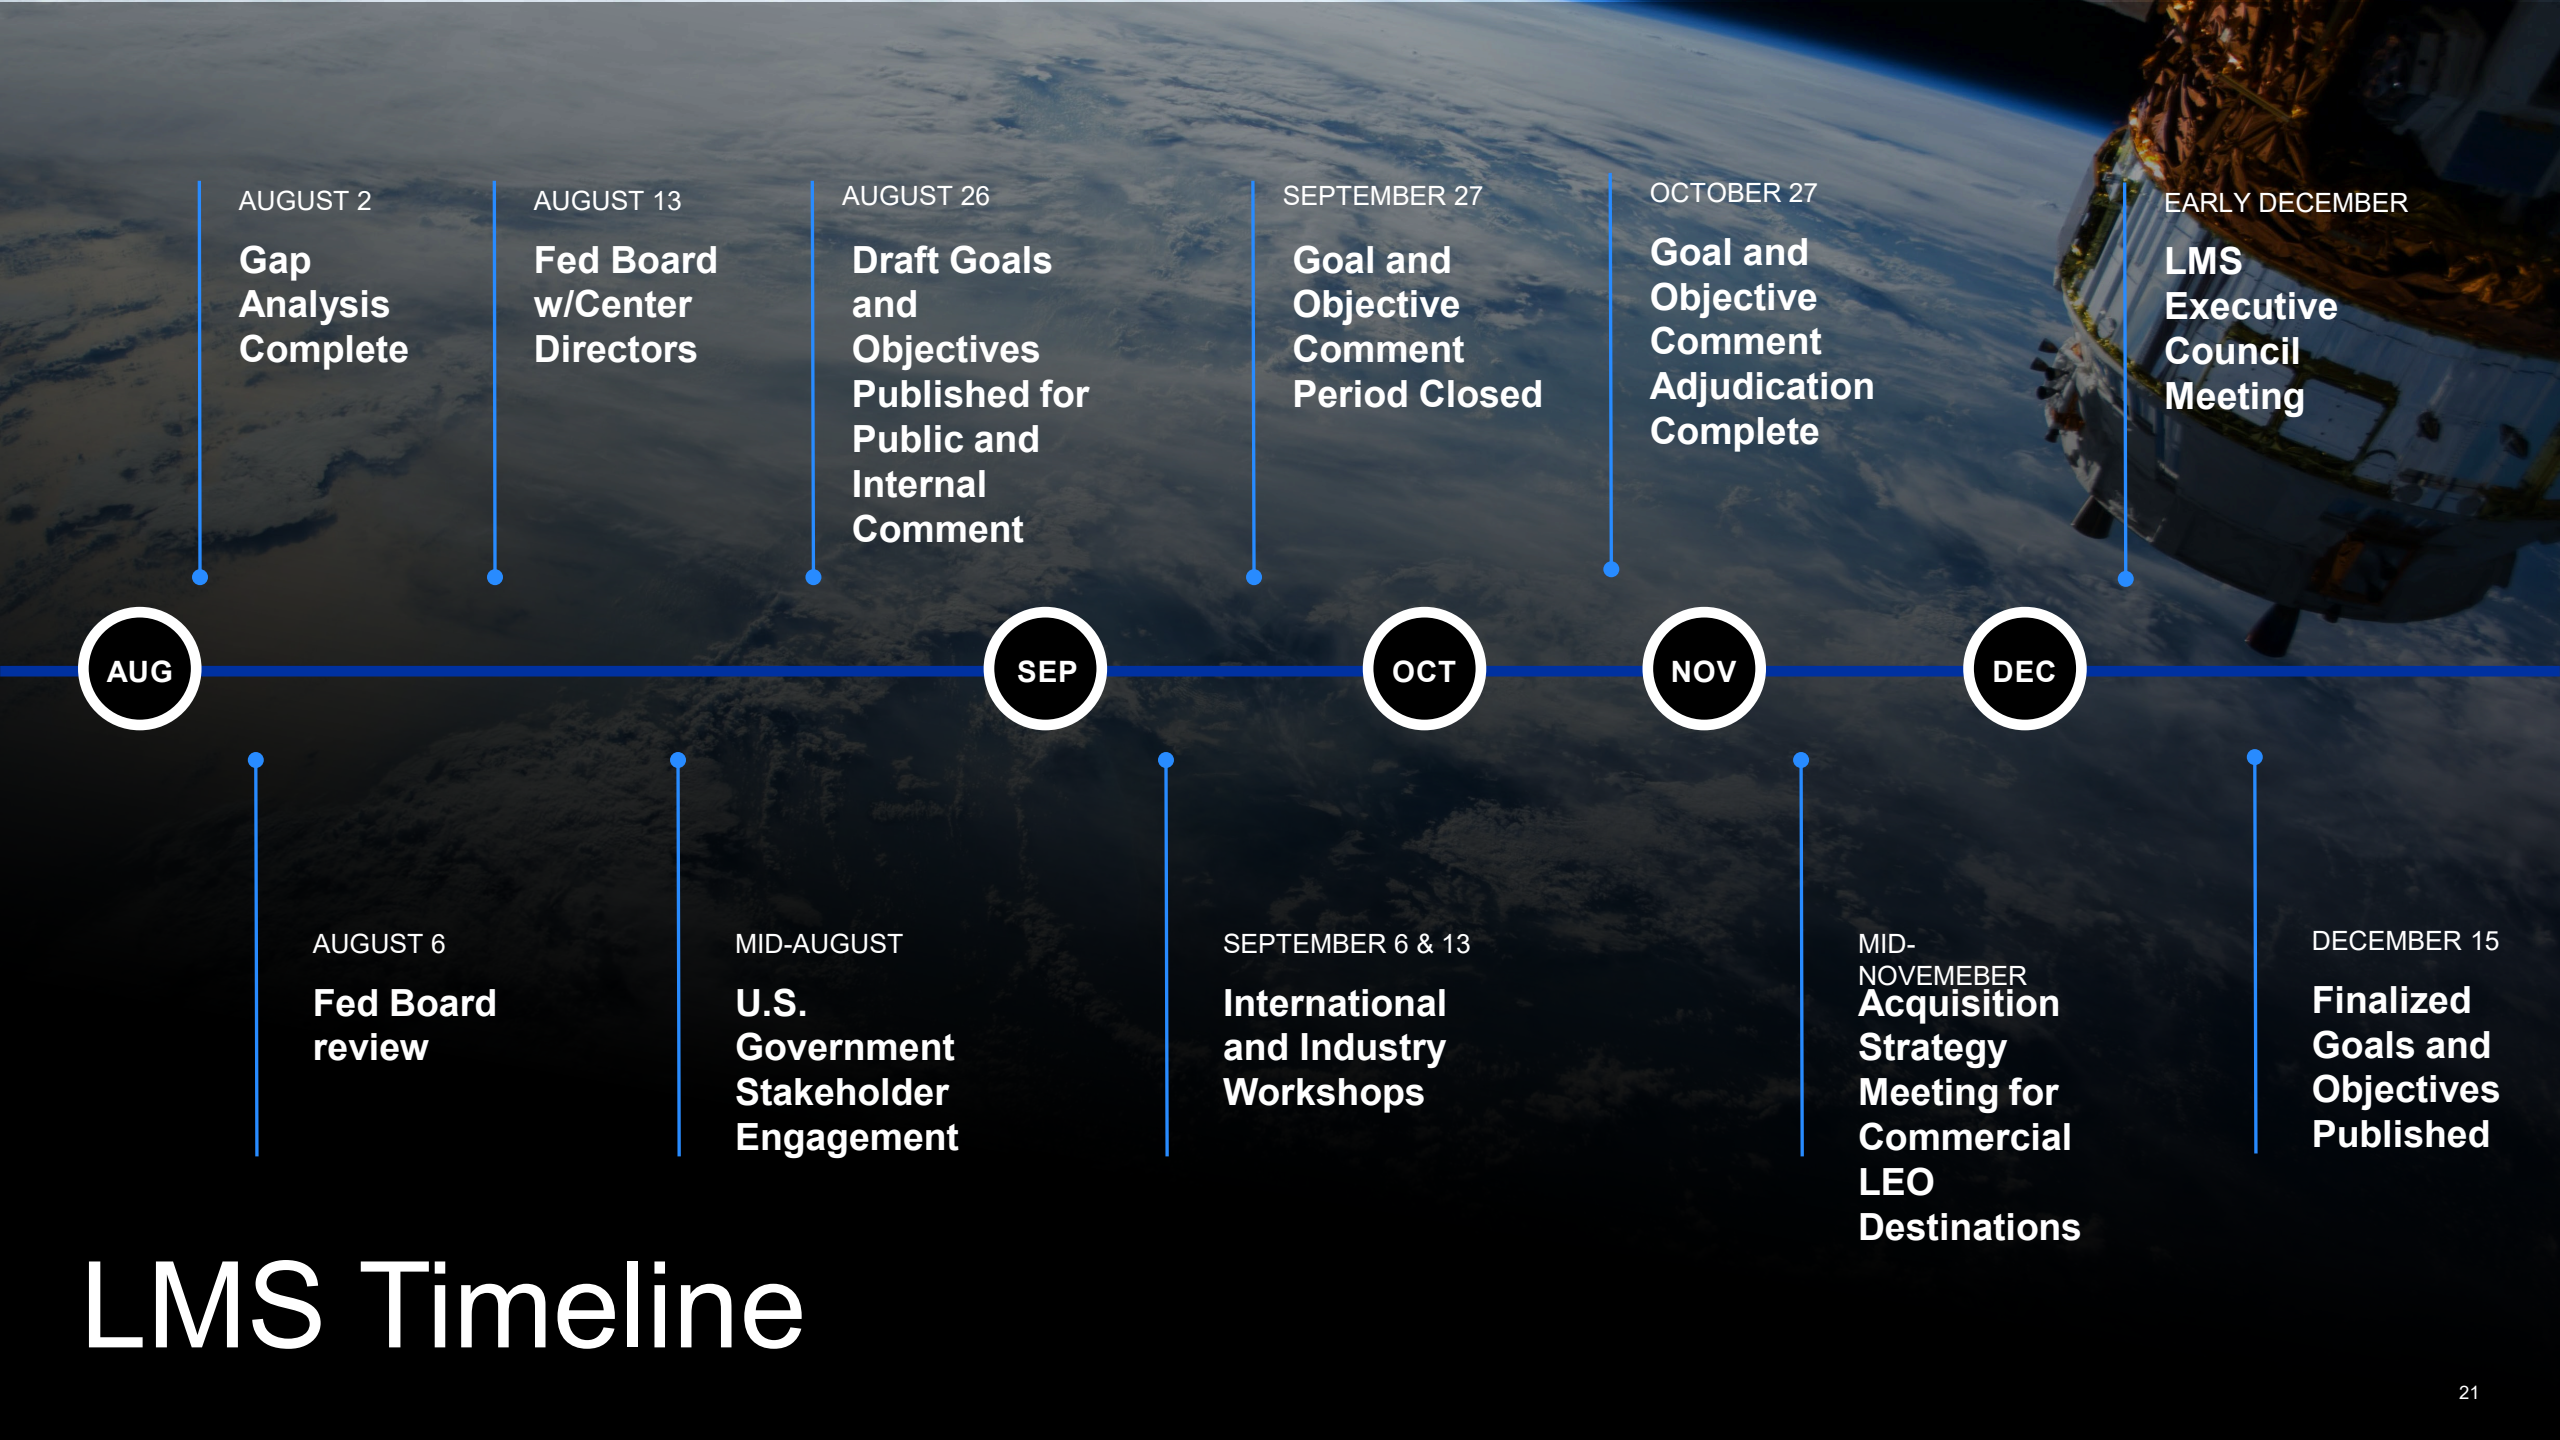 AUGUST 2
Gap
Analysis
Complete
AUGUST 13
Fed Board
w/Center
Directors
AUGUST 26
Draft Goals
and
Objectives
Published for
Public and
Internal
Comment
SEPTEMBER 27
Goal and
Objective
Comment
Period Closed
OCTOBER 27
Goal and
Objective
Comment
Adjudication
Complete
EARLY DECEMBER
LMS
Executive
Council
Meeting
AUG
SEP
OCT
NOV
DEC
AUGUST 6
Fed Board
review
MID-AUGUST
U.S.
Government
Stakeholder
Engagement
SEPTEMBER 6 & 13
International
and Industry
Workshops
MID-
NOVEMEBER
Acquisition
Strategy
Meeting for
Commercial
LEO
Destinations
DECEMBER 15
Finalized
Goals and
Objectives
Published
LMS Timeline
21